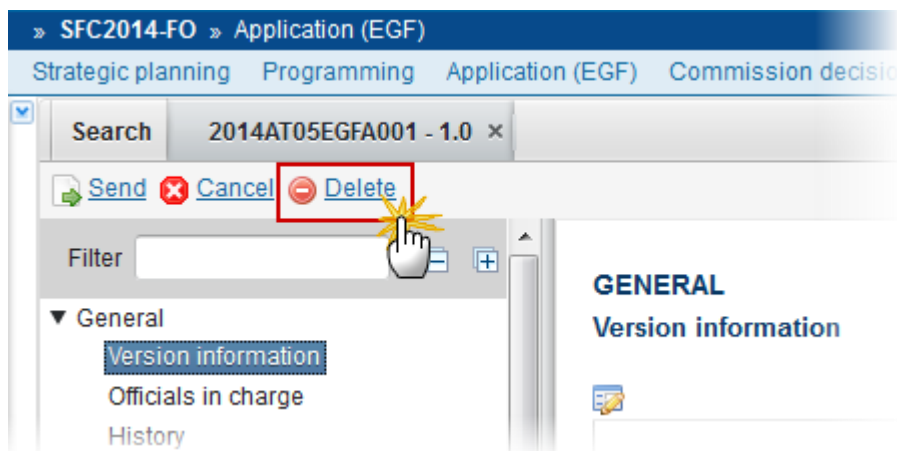 » SFC2014-FO » Application (EGF)
Strategic planning Programming Application (EGF) Commission decisio
Search 2014AT05EGFA001 - 1.0 ×
Send Cancel Delete
Filter
GENERAL
▼ General
Version information
Version information
Officials in charge
History